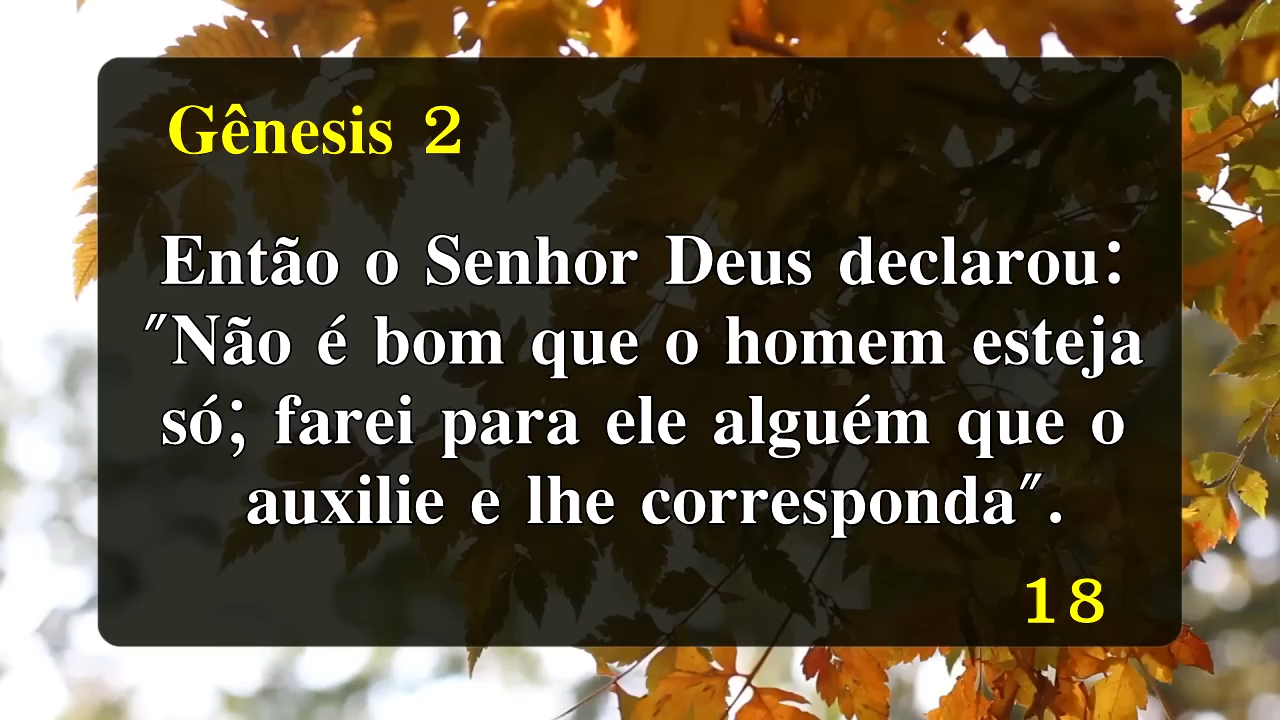 Gênesis 2
Então o Senhor Deus declarou:
"Não é bom que o homem esteja
só; farei para ele alguém que o
auxilie e lhe corresponda".
18